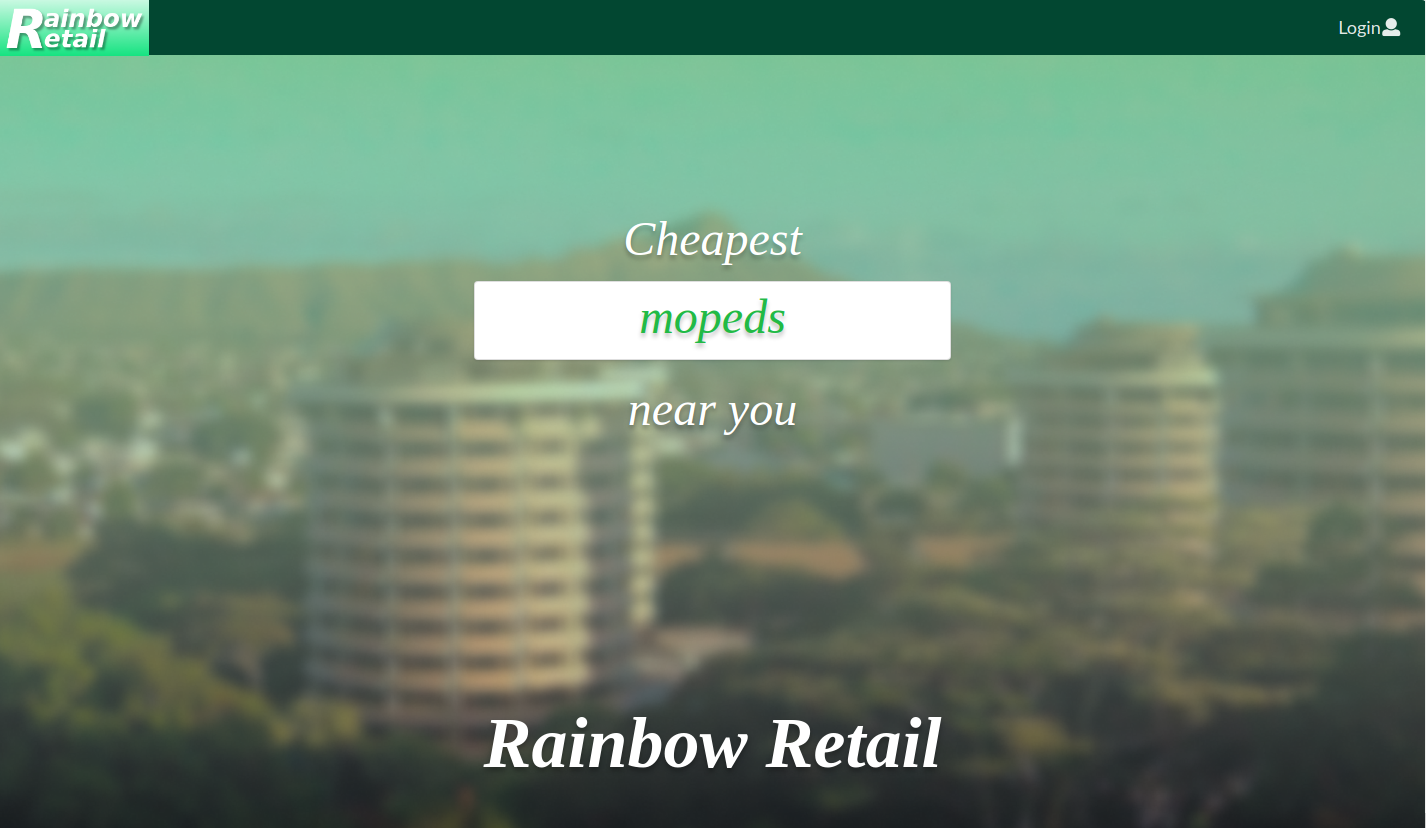 Rainbow
Retail
Login
Cheapest
mopeds
near you
Rainbow Retail